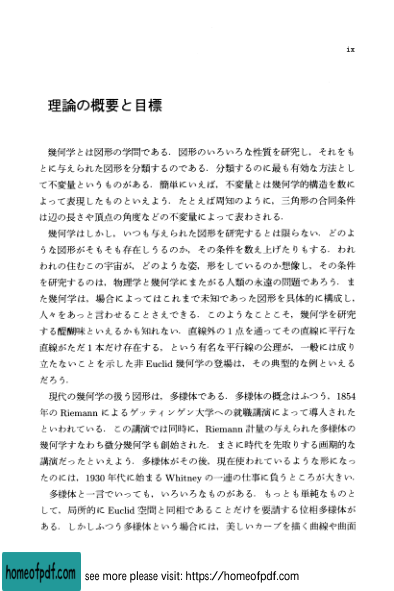 ix
理論の概要と目標
幾何学とは図形の学問である．図形のいろいろな性質を研究し，それをも
とに与えられた図形を分類するのである．分類するのに最も有効な方法とし
て不変量というものがある．簡単にいえば，不変量とは幾何学的構造を数に
よって表現したものといえよう．たとえば周知のように，三角形の合同条件
は辺の長さや頂点の角度などの不変量によって表わされる．
幾何学はしかし，いつも与えられた図形を研究するとは限らない．どのよ
うな図形がそもそも存在しうるのか，その条件を数え上げたりもする．われ
われの住むこの宇宙が，どのような姿，形をしているのか想像し，その条件
を研究するのは，物理学と幾何学にまたがる人類の永遠の問題であろう．ま
た幾何学は，場合によってはこれまで未知であった図形を具体的に構成し，
人々をあっと言わせることさえできる．このようなことこそ，幾何学を研究
する醍醐味といえるかも知れない．直線外の1点を通ってその直線に平行な
直線がただ1本だけ存在する，という有名な平行線の公理が，一般には成り
立たないことを示した非 Euclid 幾何学の登場は，その典型的な例といえる
だろう．
現代の幾何学の扱う図形は，多様体である．多様体の概念はふつう，1854
年の Riemann によるゲッティンゲン大学への就職講演によって導入された
といわれている．この講演では同時に，Riemann 計量の与えられた多様体の
幾何学すなわち微分幾何学も創始された．まさに時代を先取りする画期的な
講演だったといえよう．多様体がその後，現在使われているような形になっ
たのには，1930 年代に始まる Whitney の一連の仕事に負うところが大きい．
多様体と一言でいっても，いろいろなものがある．もっとも単純なものと
して，局所的に Euclid 空間と同相であることだけを要請する位相多様体が
ある．しかしふつう多様体という場合には，美しいカーブを描く曲線や曲面
homeofpdf.com
see more please visit: https://homeofpdf.com